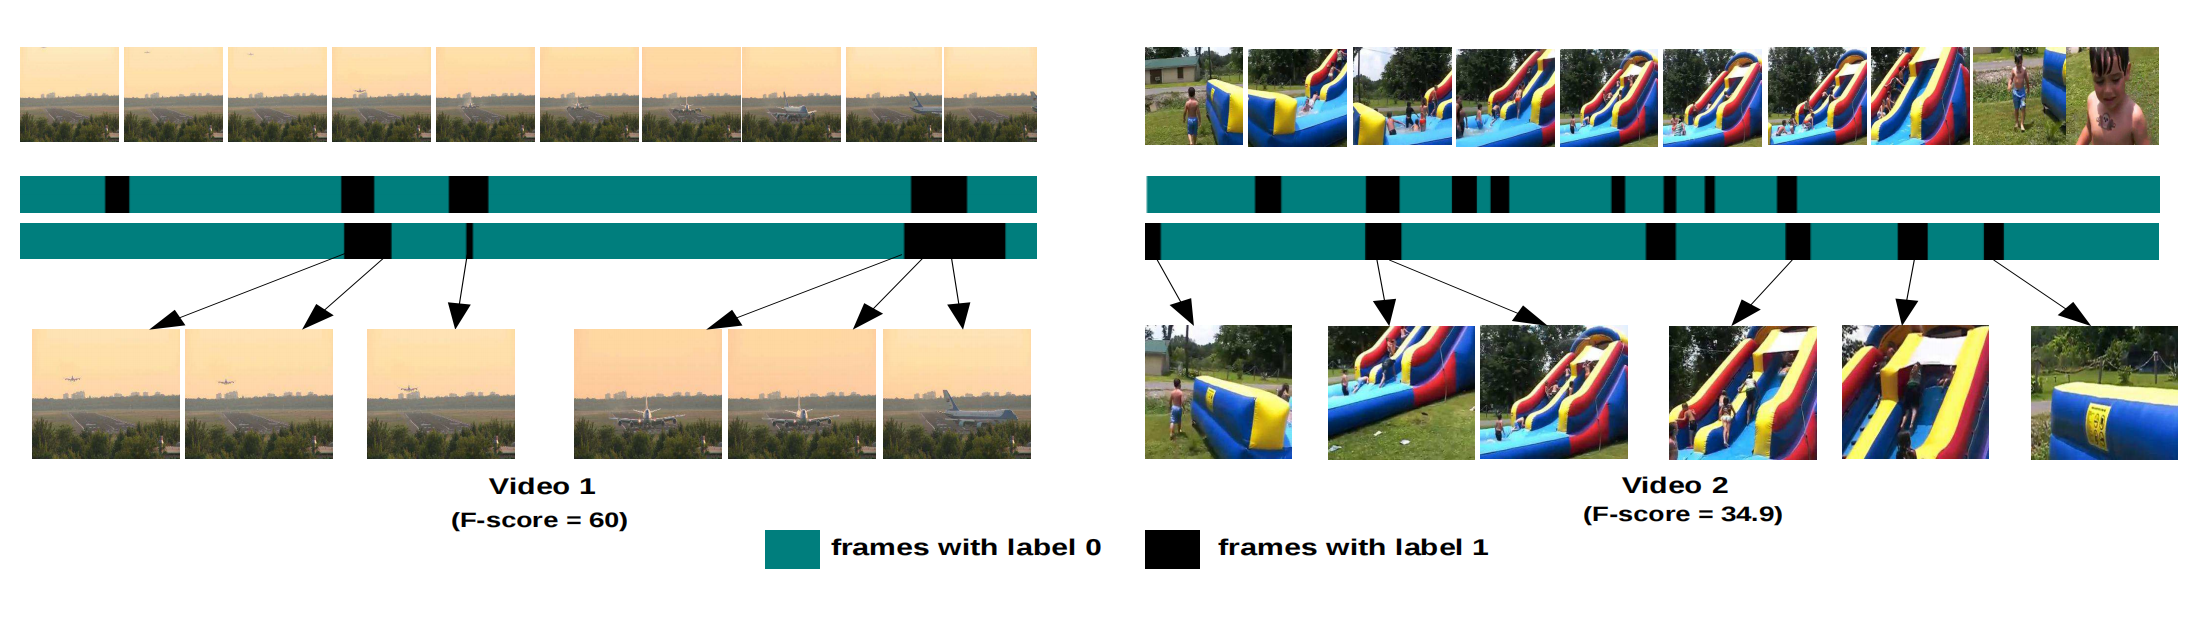 Video 1
(F-score = 60)
Video 2
(F-score = 34.9)
frames with label 0
frames with label 1